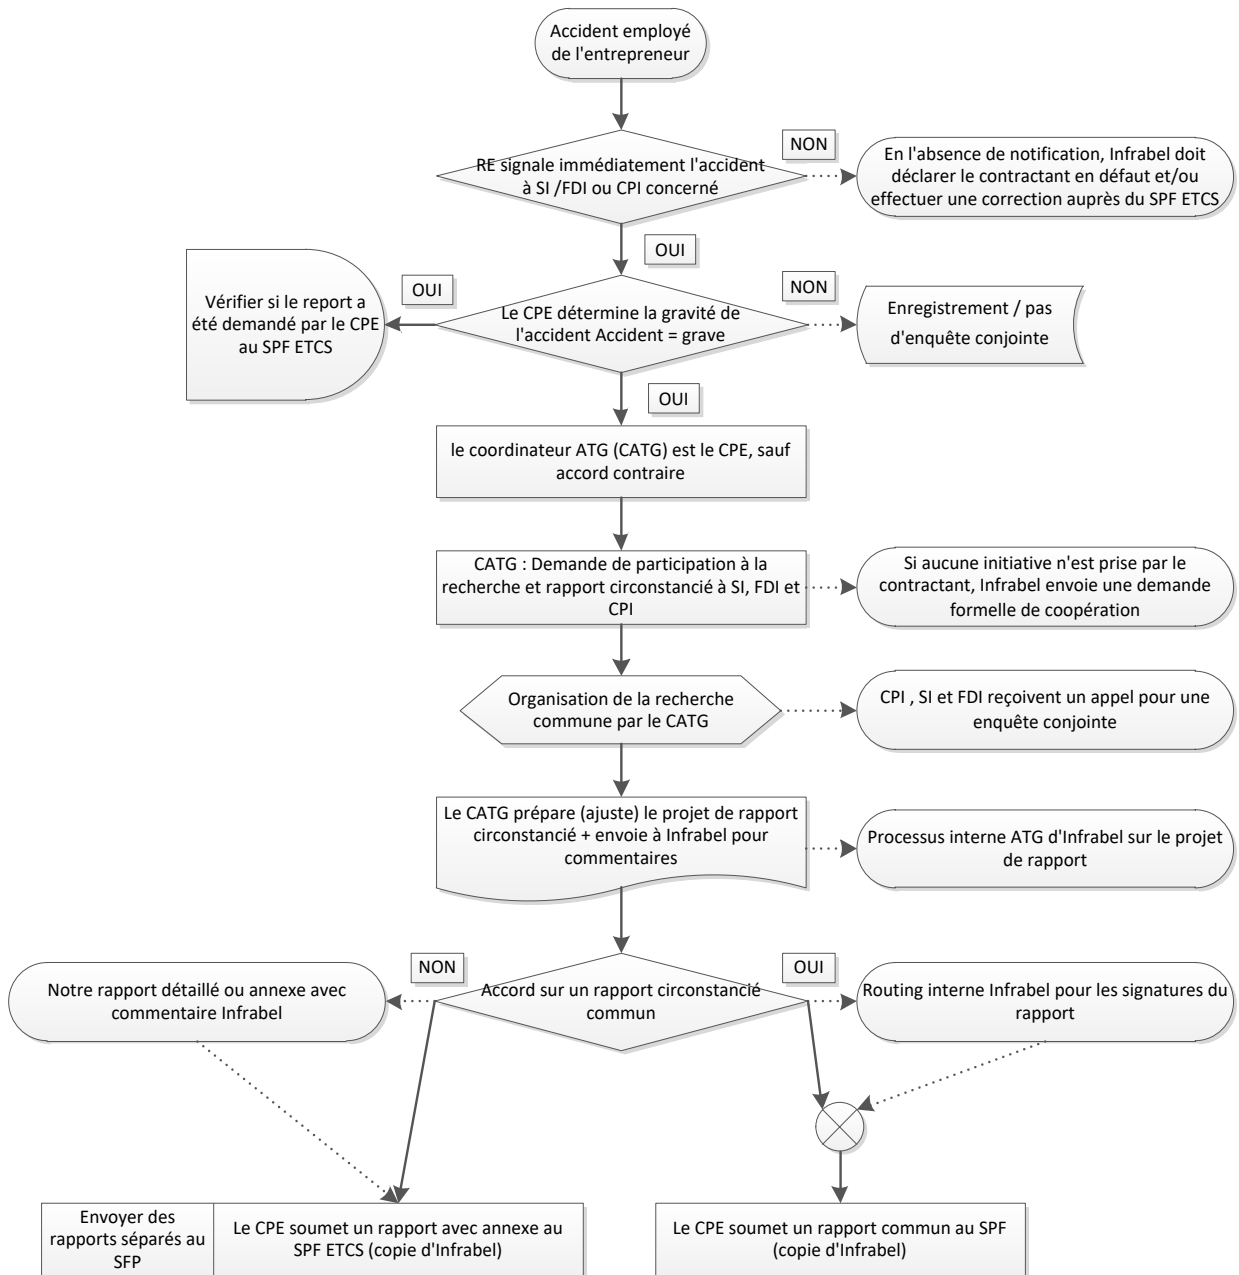 Accident employé
de l'entrepreneur
RE signale immédiatement l'accident
à SI /FDI ou CPI concerné
NON
En l'absence de notification, Infrabel doit
déclarer le contractant en défaut et/ou
effectuer une correction auprès du SPF ETCS
OUI
OUI
Vérifier si le report a
été demandé par le CPE
au SPF ETCS
Le CPE détermine la gravité de
l'accident Accident = grave
NON
Enregistrement / pas
d'enquête conjointe
OUI
le coordinateur ATG (CATG) est le CPE, sauf
accord contraire
CATG : Demande de participation à la
recherche et rapport circonstancié à SI, FDI et
CPI
Si aucune initiative n'est prise par le
contractant, Infrabel envoie une demande
formelle de coopération
Organisation de la recherche
commune par le CATG
CPI , SI et FDI reçoivent un appel pour une
enquête conjointe
Le CATG prépare (ajuste) le projet de rapport
circonstancié + envoie à Infrabel pour
commentaires
Processus interne ATG d'Infrabel sur le projet
de rapport
NON
Notre rapport détaillé ou annexe avec
commentaire Infrabel
Accord sur un rapport circonstancié
commun
OUI
Routing interne Infrabel pour les signatures du
rapport
Envoyer des
rapports séparés au
SFP
Le CPE soumet un rapport avec annexe au
SPF ETCS (copie d'Infrabel)
Le CPE soumet un rapport commun au SPF
(copie d'Infrabel)